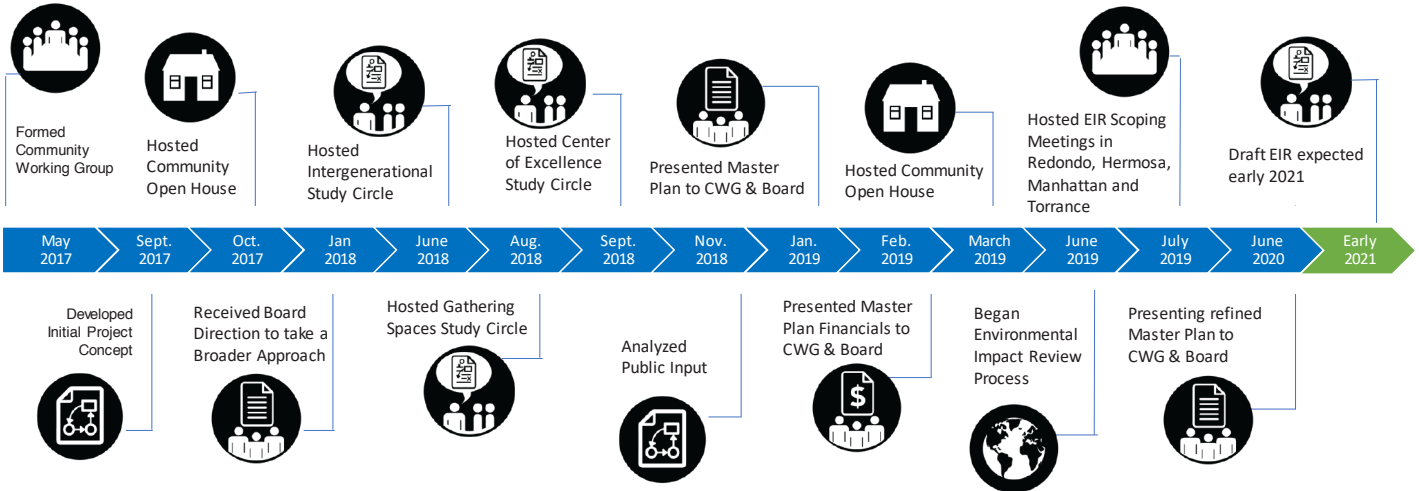 Formed
Community
Working Group
Hosted
Community
Open House
Hosted
Intergenerational
Study Circle
Hosted Center
of Excellence
Study Circle
Presented Master
Plan to CWG & Board
Hosted Community
Open House
Hosted EIR Scoping
Meetings in
Redondo, Hermosa,
Manhattan and
Torrance
Draft EIR expected
early 2021
May
2017
Sept.
2017
Oct.
2017
Jan
2018
June
2018
Aug.
2018
Sept.
2018
Nov.
2018
Jan.
2019
Feb.
2019
March
2019
June
2019
July
2019
June
2020
Early
2021
Developed
Initial Project
Concept
Received Board
Direction to take a
Broader Approach
Hosted Gathering
Spaces Study Circle
Analyzed
Public Input
Presented Master
Plan Financials to
CWG & Board
$
Began
Environmental
Impact Review
Process
Presenting refined
Master Plan to
CWG & Board